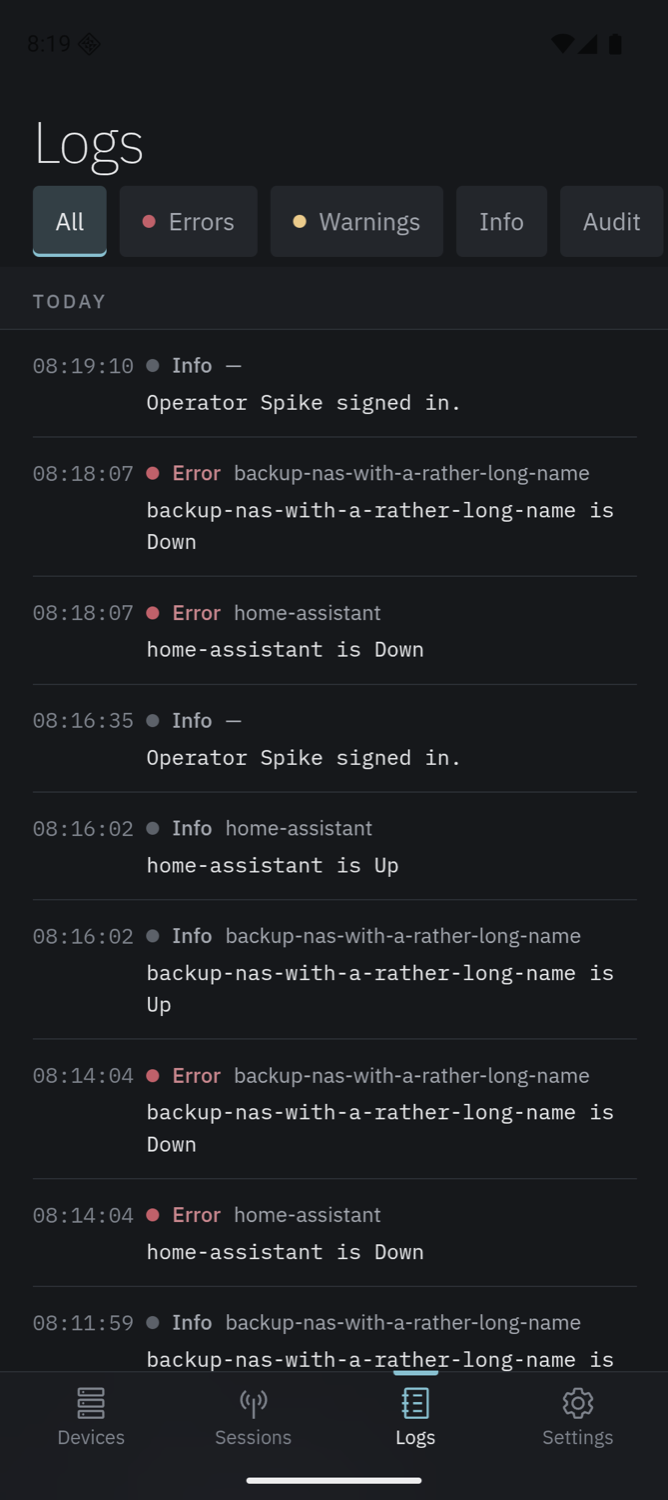 8:19
Logs
All Errors Warnings Info Audit
TODAY
08:19:10 Info —
Operator Spike signed in.
08:18:07 Error backup-nas-with-a-rather-long-name
backup-nas-with-a-rather-long-name is
Down
08:18:07 Error home-assistant
home-assistant is Down
08:16:35 Info —
Operator Spike signed in.
08:16:02 Info home-assistant
home-assistant is Up
08:16:02 Info backup-nas-with-a-rather-long-name
backup-nas-with-a-rather-long-name is
Up
08:14:04 Error backup-nas-with-a-rather-long-name
backup-nas-with-a-rather-long-name is
Down
08:14:04 Error home-assistant
home-assistant is Down
08:11:59 Info backup-nas-with-a-rather-long-name
backup-nas-with-a-rather-long-name is
Devices Sessions Logs Settings